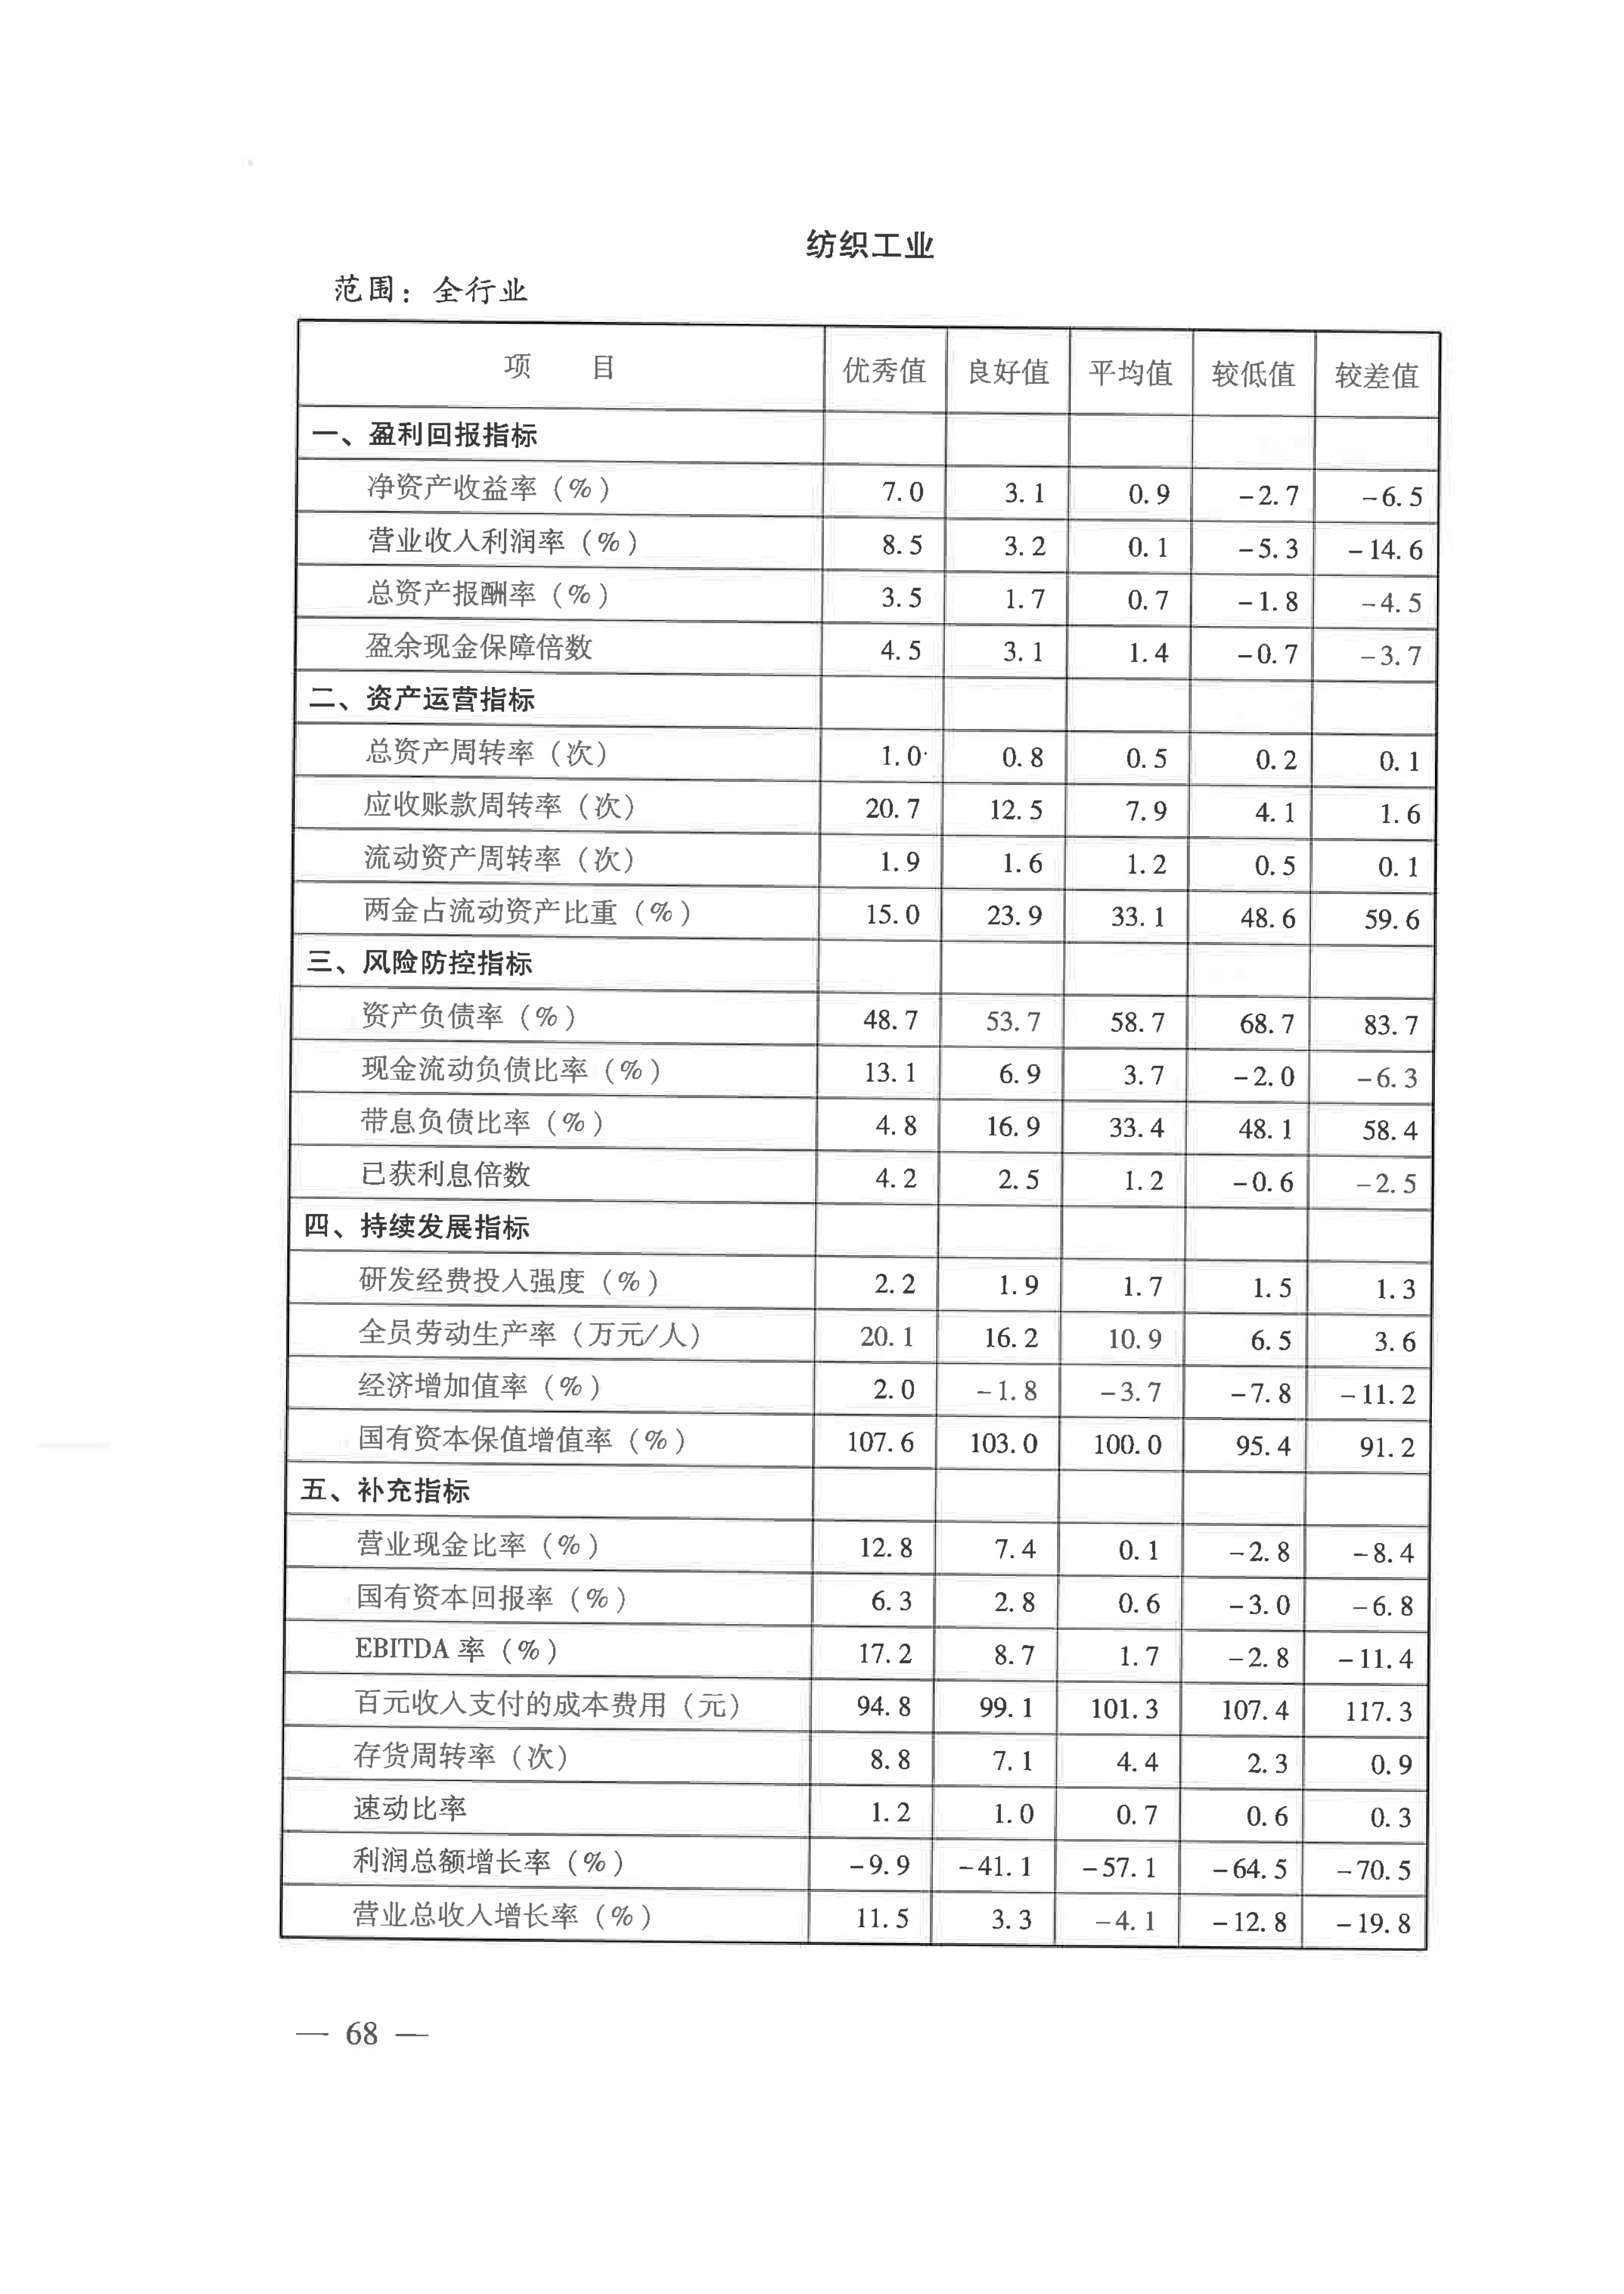 纺织工业
范围：全行业
项 目 优秀值 良好值 平均值 较低值 较差值
一、盈利回报指标
净资产收益率（%） 7.0 3.1 0.9 -2.7 -6.5
营业收入利润率（%） 8.5 3.2 0.1 -5.3 -14.6
总资产报酬率（%） 3.5 1.7 0.7 -1.8 -4.5
盈余现金保障倍数 4.5 3.1 1.4 -0.7 -3.7
二、资产运营指标
总资产周转率（次） 1.0 0.8 0.5 0.2 0.1
应收账款周转率（次） 20.7 12.5 7.9 4.1 1.6
流动资产周转率（次） 1.9 1.6 1.2 0.5 0.1
两金占流动资产比重（%） 15.0 23.9 33.1 48.6 59.6
三、风险防控指标
资产负债率（%） 48.7 53.7 58.7 68.7 83.7
现金流动负债比率（%） 13.1 6.9 3.7 -2.0 -6.3
带息负债比率（%） 4.8 16.9 33.4 48.1 58.4
已获利息倍数 4.2 2.5 1.2 -0.6 -2.5
四、持续发展指标
研发经费投入强度（%） 2.2 1.9 1.7 1.5 1.3
全员劳动生产率（万元/人） 20.1 16.2 10.9 6.5 3.6
经济增加值率（%） 2.0 -1.8 -3.7 -7.8 -11.2
国有资本保值增值率（%） 107.6 103.0 100.0 95.4 91.2
五、补充指标
营业现金比率（%） 12.8 7.4 0.1 -2.8 -8.4
国有资本回报率（%） 6.3 2.8 0.6 -3.0 -6.8
EBITDA 率（%） 17.2 8.7 1.7 -2.8 -11.4
百元收入支付的成本费用（元） 94.8 99.1 101.3 107.4 117.3
存货周转率（次） 8.8 7.1 4.4 2.3 0.9
速动比率 1.2 1.0 0.7 0.6 0.3
利润总额增长率（%） -9.9 -41.1 -57.1 -64.5 -70.5
营业总收入增长率（%） 11.5 3.3 -4.1 -12.8 -19.8
— 68 —